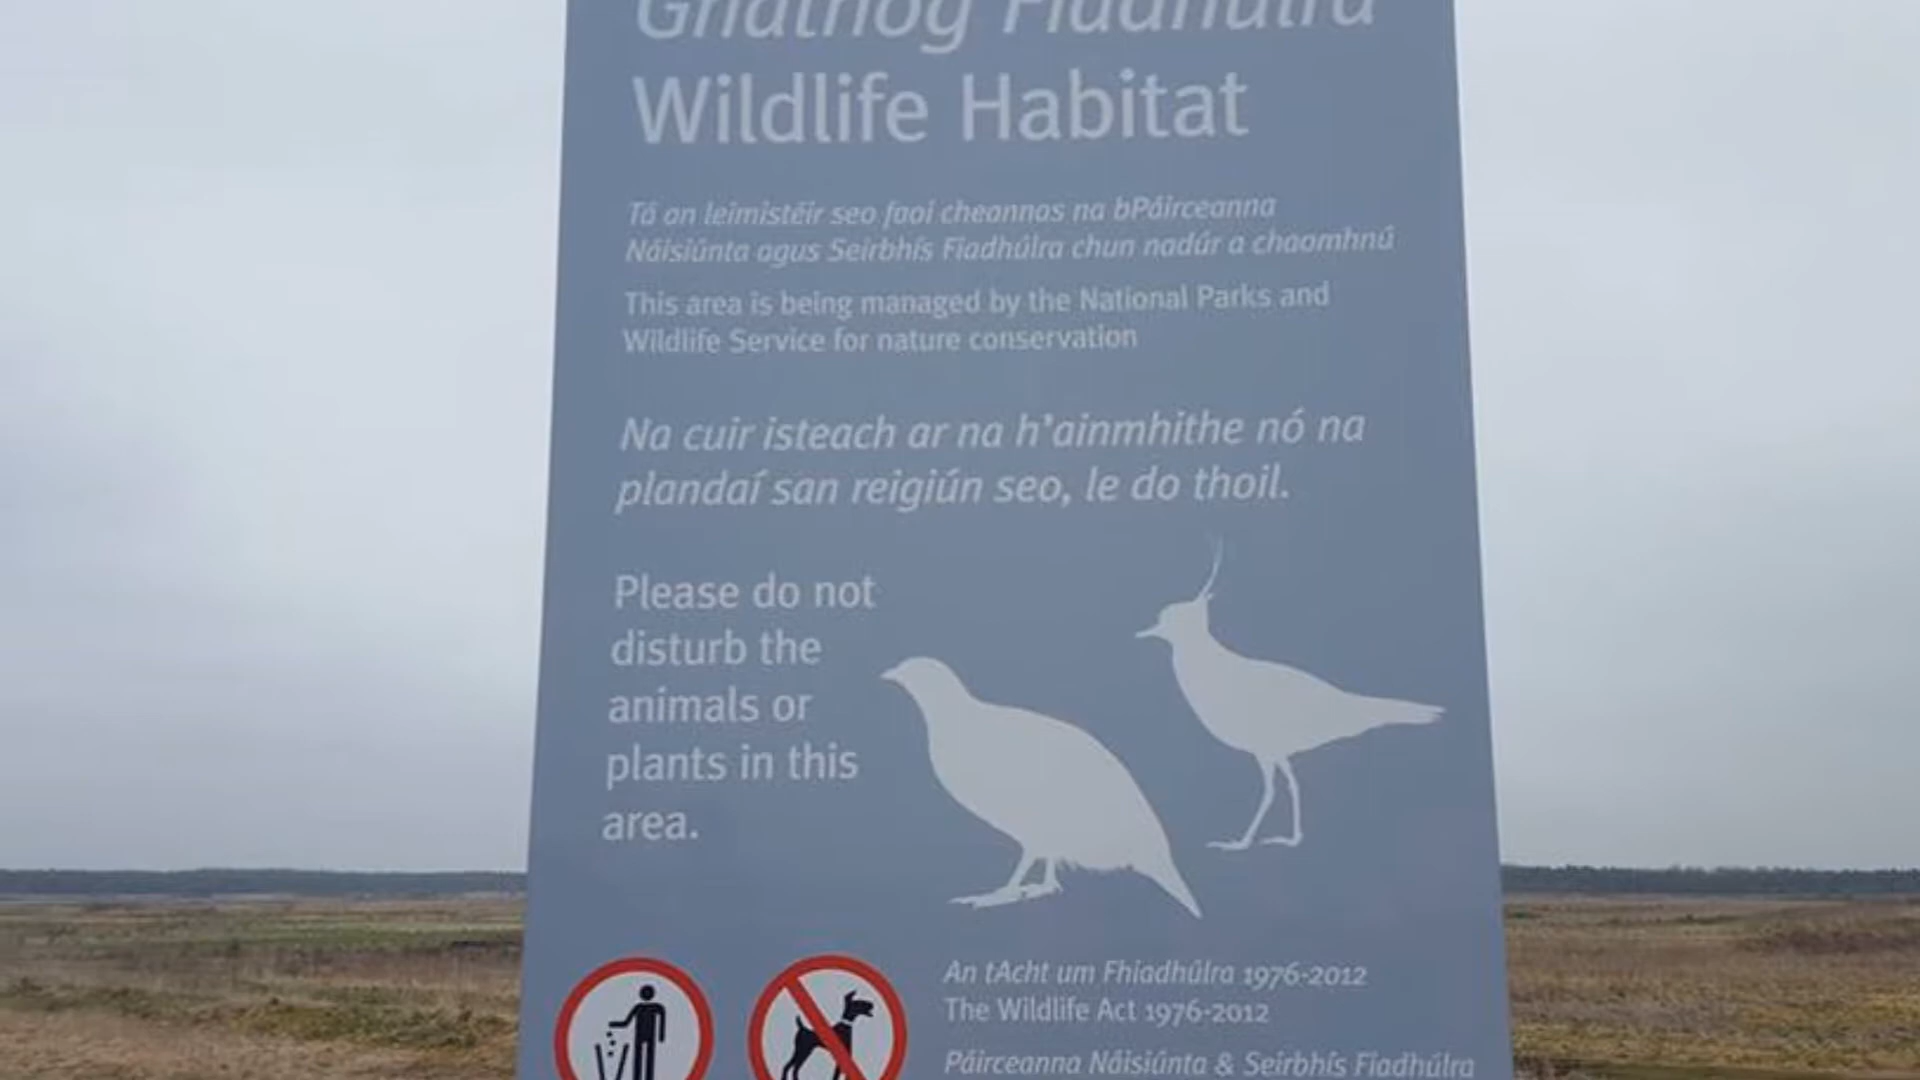 Gnáthóg Fiadhúlra
Wildlife Habitat
Tá an leimistéir seo faoi cheannas na bPáirceanna
Náisiúnta agus Seirbhís Fiadhúlra chun nadúr a chaomhnú
This area is being managed by the National Parks and
Wildlife Service for nature conservation
Na cuir isteach ar na h'ainmhithe nó na
plandaí san reigiún seo, le do thoil.
Please do not
disturb the
animals or
plants in this
area.
An tAcht um Fhiadhúlra 1976-2012
The Wildlife Act 1976-2012
Páirceanna Náisiúnta & Seirbhís Fiadhúlra